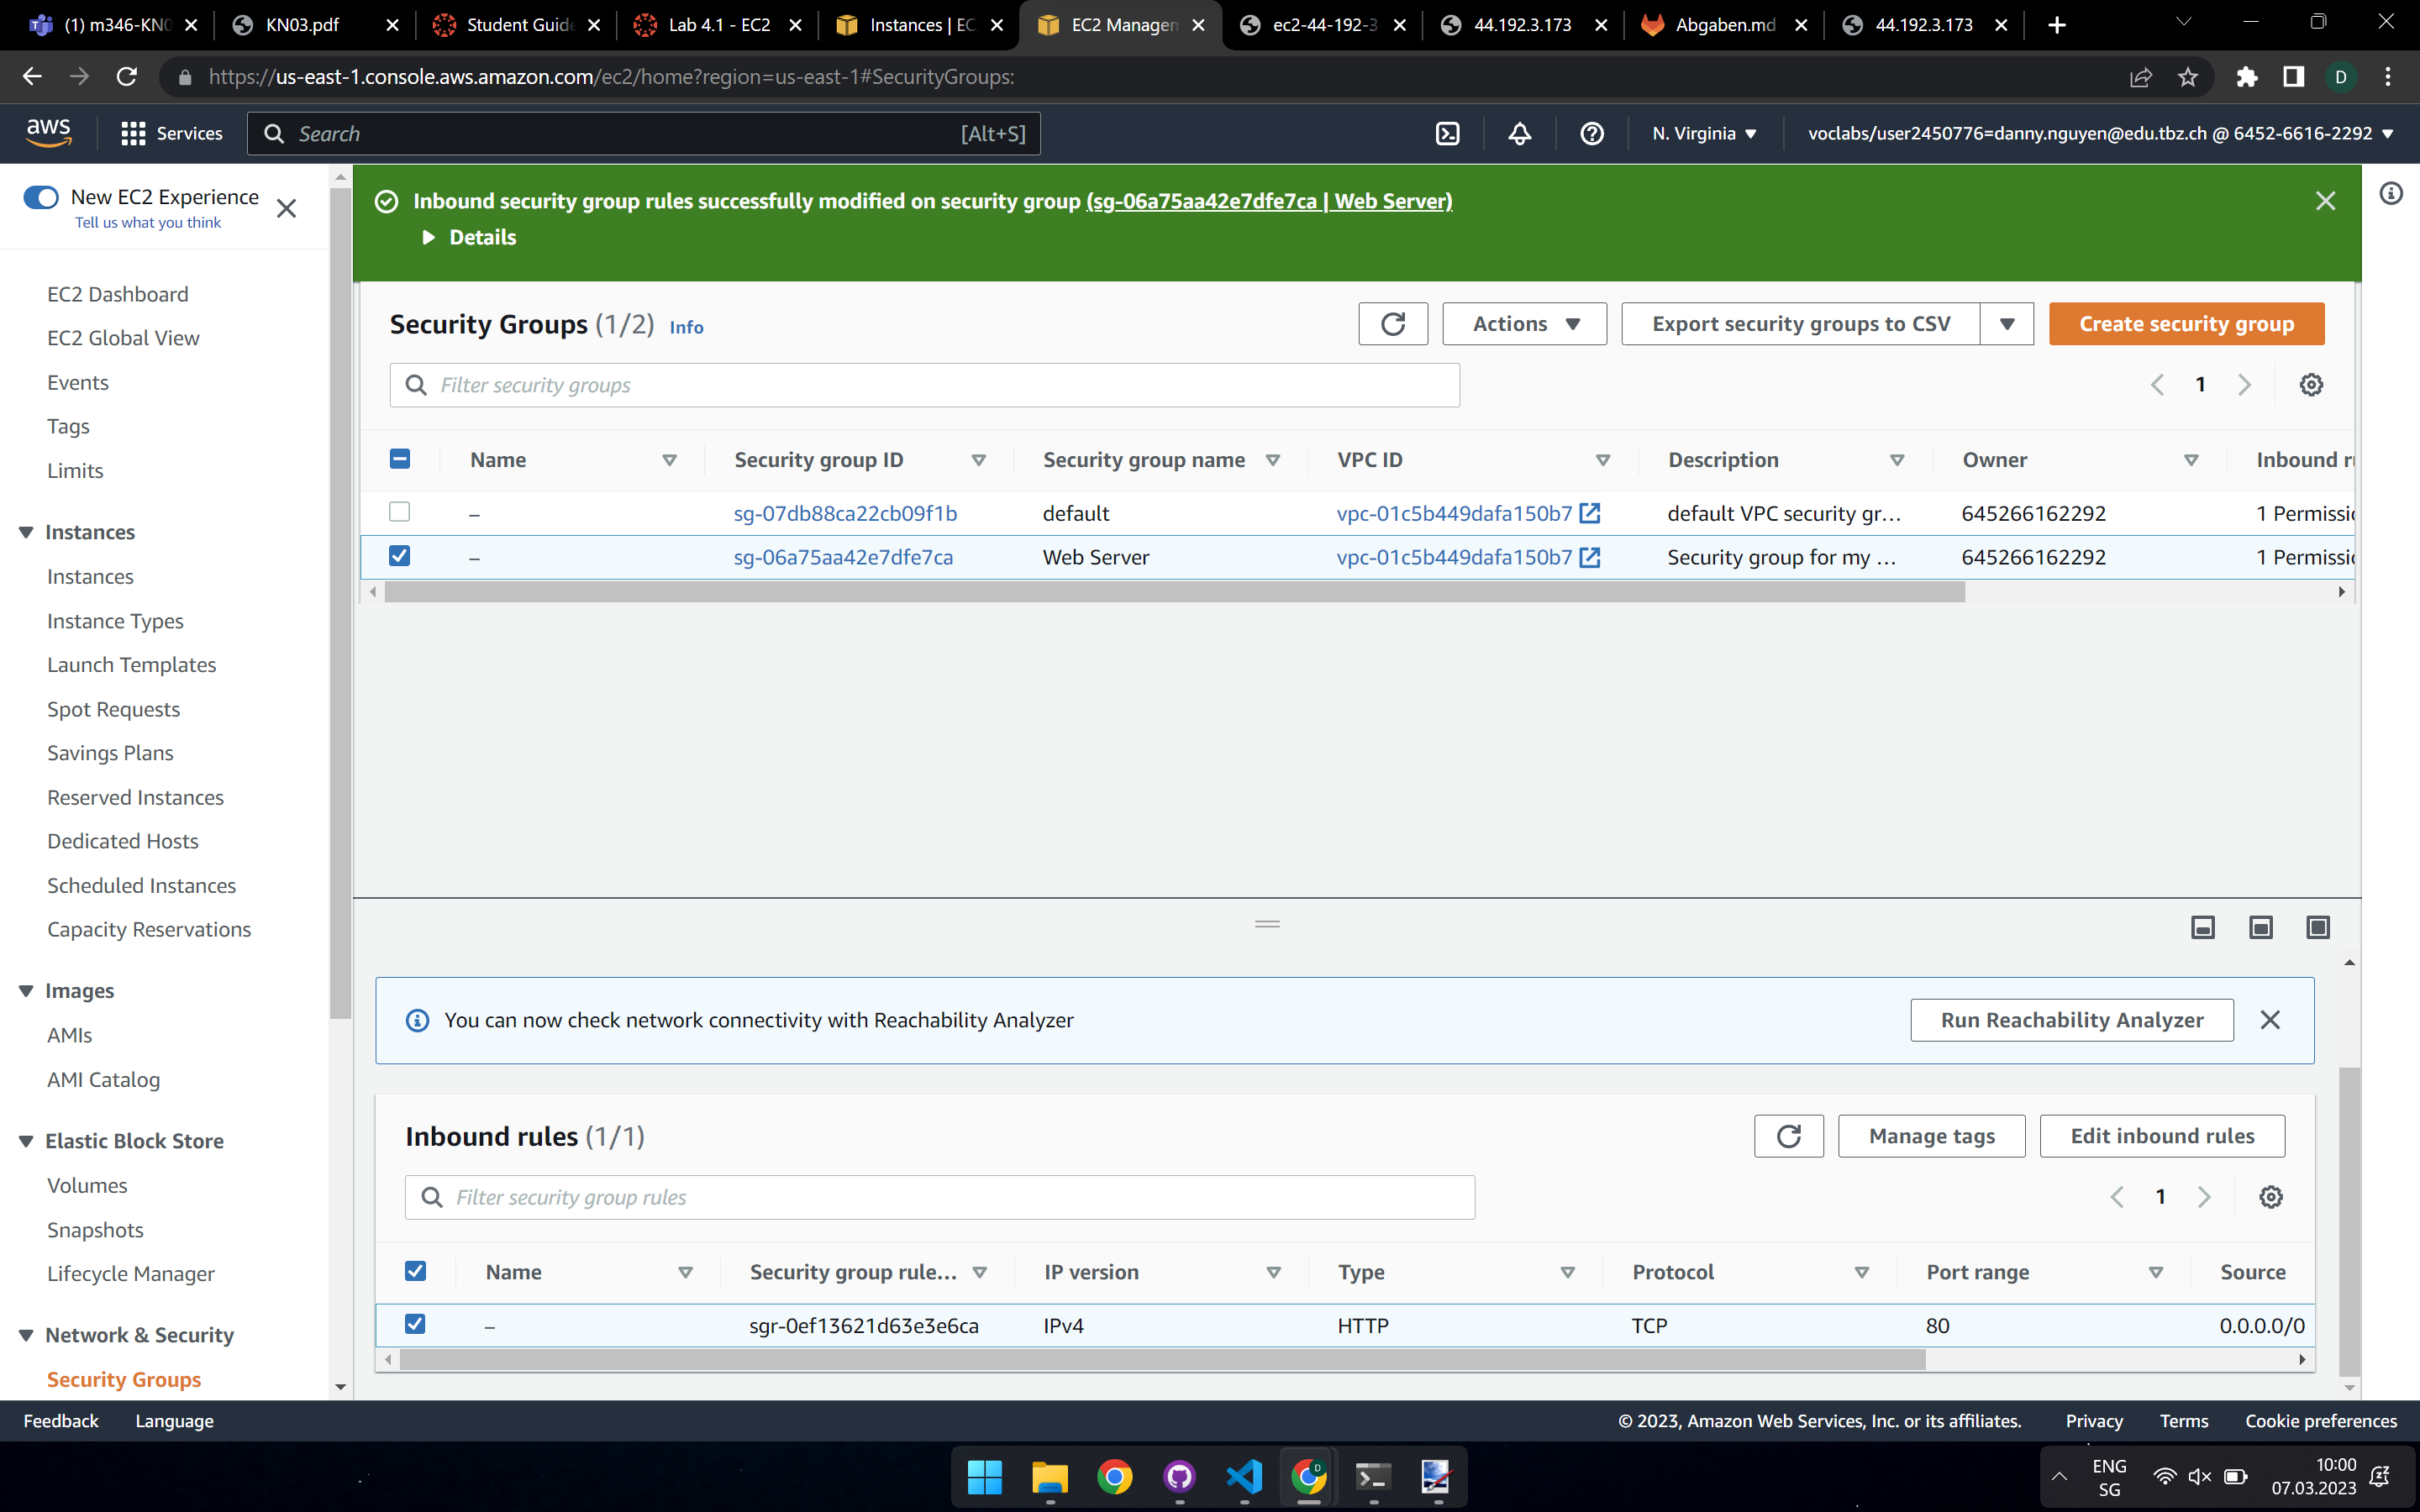 (1) m346-KN0
KN03.pdf
Student Guide
Lab 4.1 - EC2
Instances | EC
EC2 Managem
ec2-44-192-3
44.192.3.173
Abgaben.md
44.192.3.173
https://us-east-1.console.aws.amazon.com/ec2/home?region=us-east-1#SecurityGroups:
D
aws
Services
Search
[Alt+S]
N. Virginia
voclabs/user2450776=danny.nguyen@edu.tbz.ch @ 6452-6616-2292
New EC2 Experience
Tell us what you think
EC2 Dashboard
EC2 Global View
Events
Tags
Limits
Instances
Instances
Instance Types
Launch Templates
Spot Requests
Savings Plans
Reserved Instances
Dedicated Hosts
Scheduled Instances
Capacity Reservations
Images
AMIs
AMI Catalog
Elastic Block Store
Volumes
Snapshots
Lifecycle Manager
Network & Security
Security Groups
Inbound security group rules successfully modified on security group (sg-06a75aa42e7dfe7ca | Web Server)
Details
Security Groups (1/2) Info
Actions
Export security groups to CSV
Create security group
Filter security groups
1
Name Security group ID Security group name VPC ID Description Owner Inbound ru
– sg-07db88ca22cb09f1b default vpc-01c5b449dafa150b7 default VPC security gr... 645266162292 1 Permissio
– sg-06a75aa42e7dfe7ca Web Server vpc-01c5b449dafa150b7 Security group for my ... 645266162292 1 Permissio
You can now check network connectivity with Reachability Analyzer
Run Reachability Analyzer
Inbound rules (1/1)
Manage tags
Edit inbound rules
Filter security group rules
1
Name Security group rule... IP version Type Protocol Port range Source
– sgr-0ef13621d63e3e6ca IPv4 HTTP TCP 80 0.0.0.0/0
Feedback Language
© 2023, Amazon Web Services, Inc. or its affiliates. Privacy Terms Cookie preferences
D
ENG
SG
10:00
07.03.2023